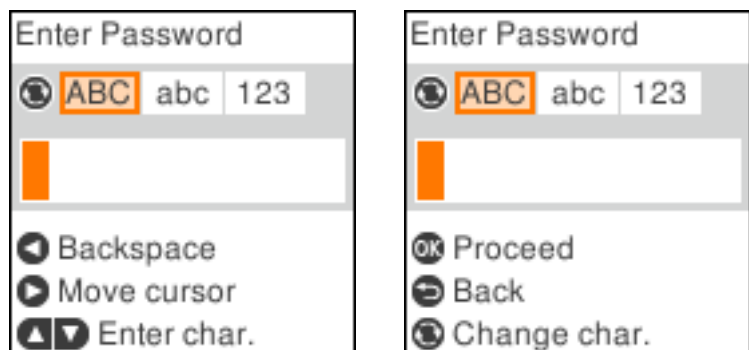 Enter Password
ABC abc 123
Backspace
Move cursor
Enter char.
Enter Password
ABC abc 123
OK Proceed
Back
Change char.